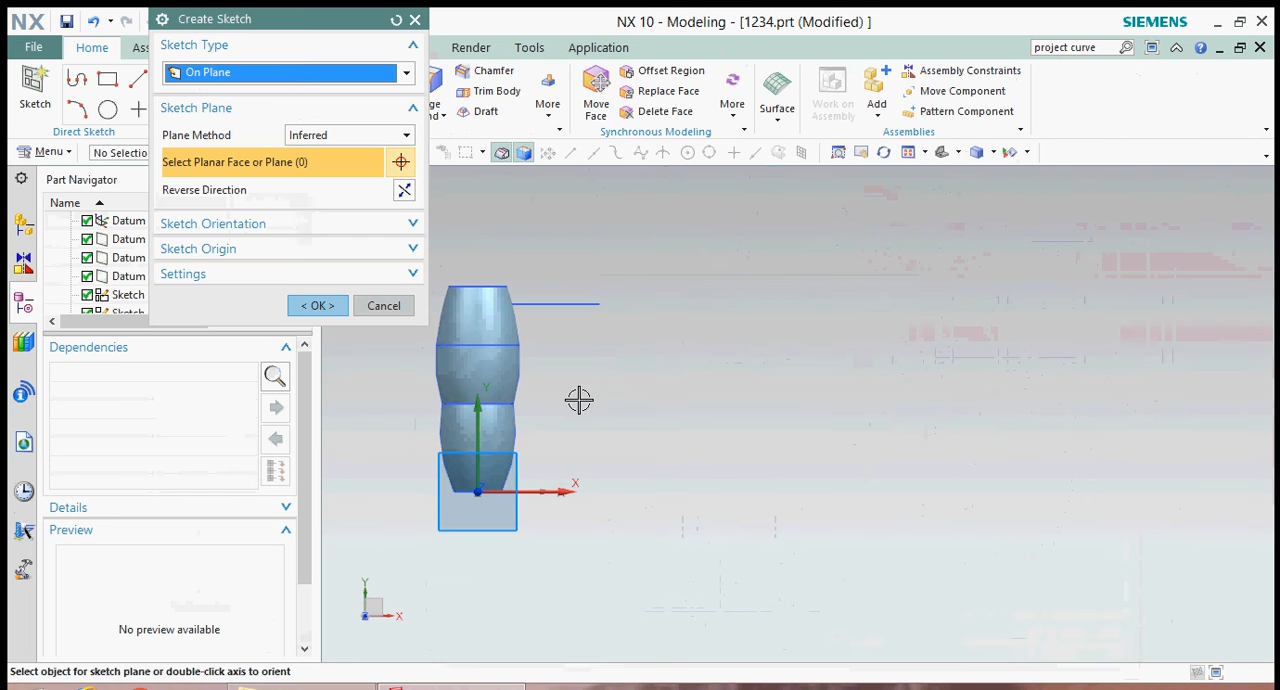 NX
Create Sketch
NX 10 - Modeling - [1234.prt (Modified) ]
SIEMENS
File
Home
Ass
Render
Tools
Application
project curve
Sketch
Direct Sketch
Sketch Type
On Plane
Sketch Plane
Plane Method
Inferred
Select Planar Face or Plane (0)
Reverse Direction
Sketch Orientation
Sketch Origin
Settings
< OK >
Cancel
Chamfer
Trim Body
Draft
More
Move
Face
Offset Region
Replace Face
Delete Face
More
Synchronous Modeling
Surface
Work on
Assembly
Add
Assembly Constraints
Move Component
Pattern Component
Assemblies
Menu
No Selectio
Part Navigator
Name
Datum
Datum
Datum
Datum
Sketch
Dependencies
Details
Preview
No preview available
Y
X
Y
X
Select object for sketch plane or double-click axis to orient